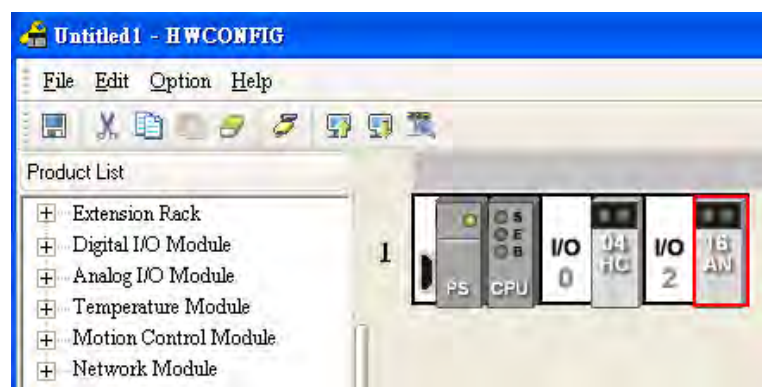 Untitled1 - HWCONFIG
File Edit Option Help
Product List
Extension Rack
Digital I/O Module
Analog I/O Module
Temperature Module
Motion Control Module
Network Module
1
PS
CPU
S
E
B
I/O
0
04
HC
I/O
2
16
AN